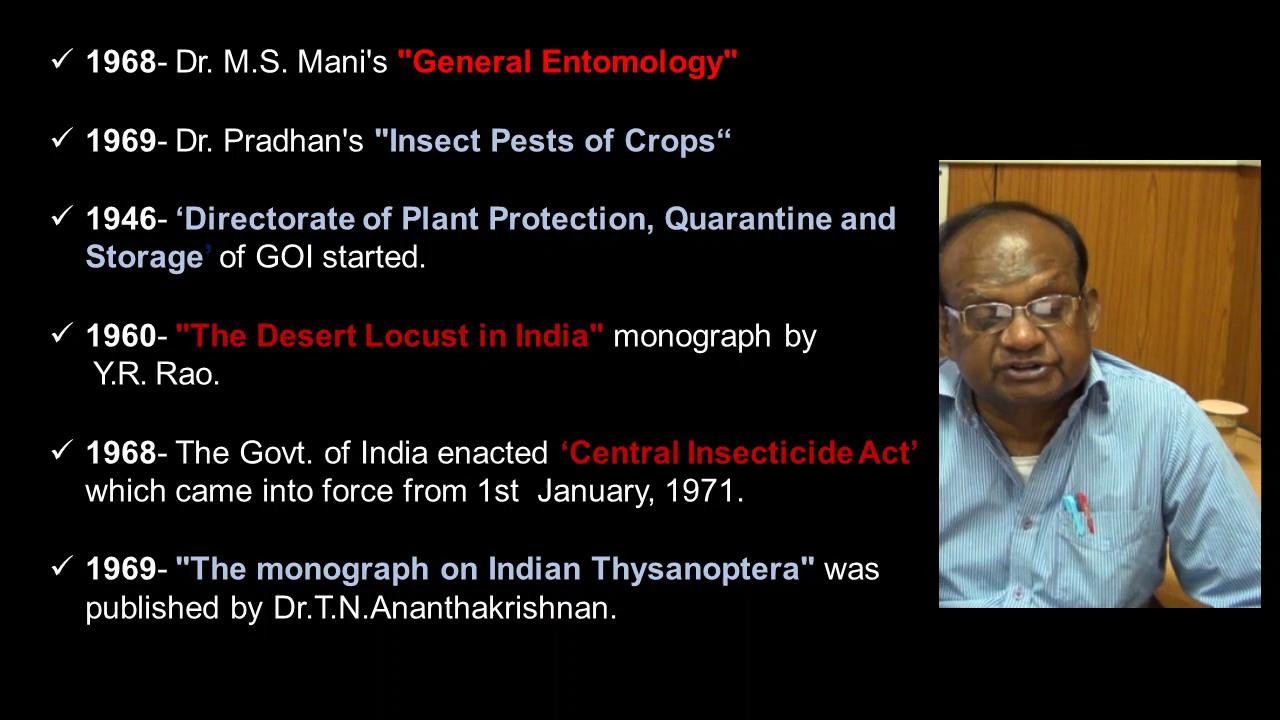 ✓ 1968- Dr. M.S. Mani's "General Entomology"
✓ 1969- Dr. Pradhan's "Insect Pests of Crops“
✓ 1946- ‘Directorate of Plant Protection, Quarantine and
Storage’ of GOI started.
✓ 1960- "The Desert Locust in India" monograph by
Y.R. Rao.
✓ 1968- The Govt. of India enacted ‘Central Insecticide Act’
which came into force from 1st January, 1971.
✓ 1969- "The monograph on Indian Thysanoptera" was
published by Dr.T.N.Ananthakrishnan.